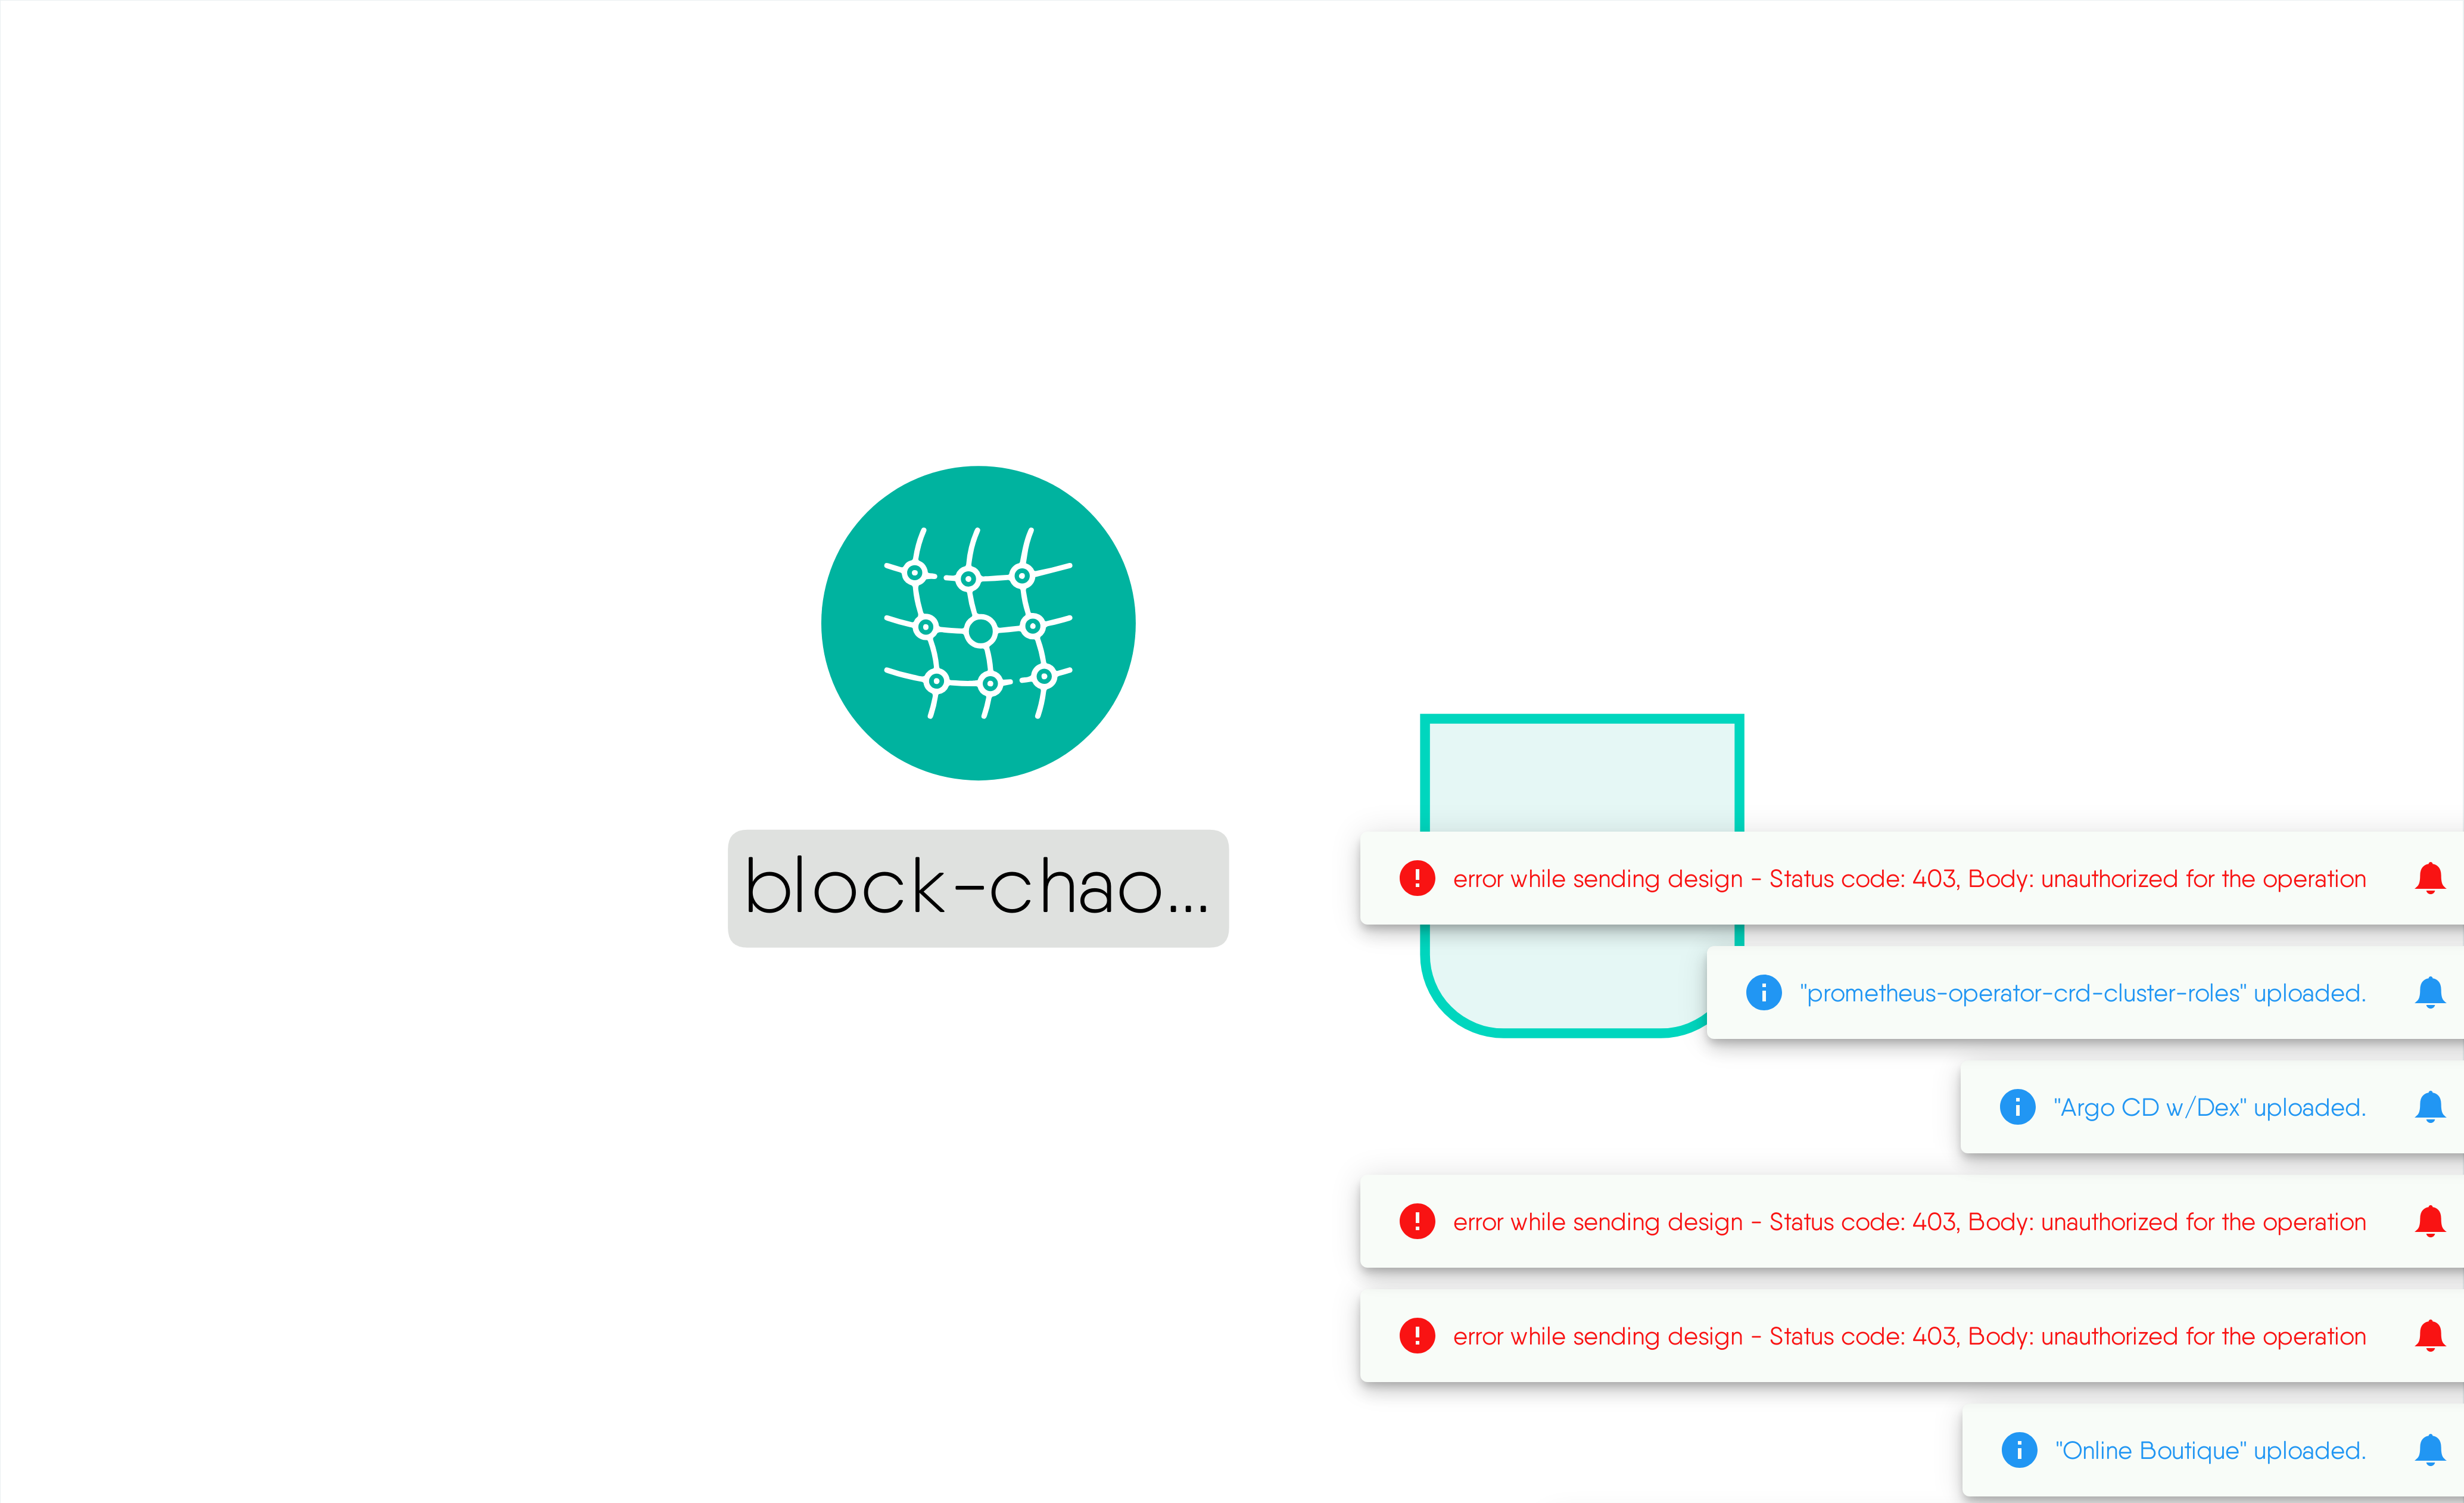 block-chao...
error while sending design - Status code: 403, Body: unauthorized for the operation
"prometheus-operator-crd-cluster-roles" uploaded.
"Argo CD w/Dex" uploaded.
error while sending design - Status code: 403, Body: unauthorized for the operation
error while sending design - Status code: 403, Body: unauthorized for the operation
"Online Boutique" uploaded.